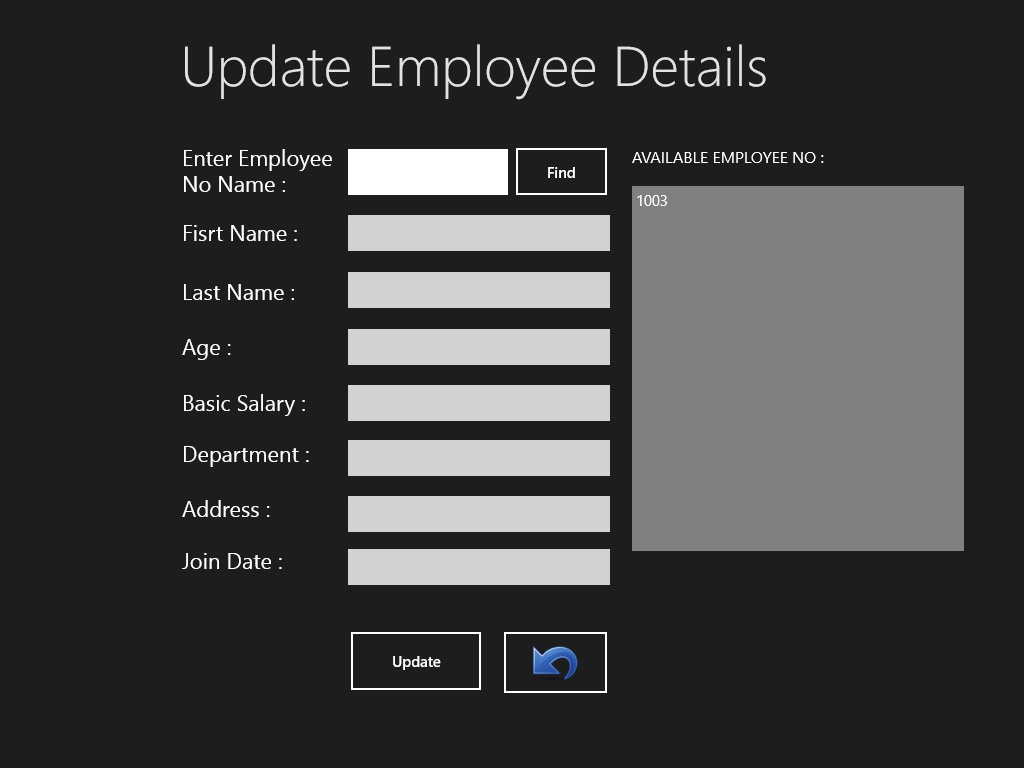 Update Employee Details
Enter Employee
No Name :
Find
AVAILABLE EMPLOYEE NO :
1003
Fisrt Name :
Last Name :
Age :
Basic Salary :
Department :
Address :
Join Date :
Update